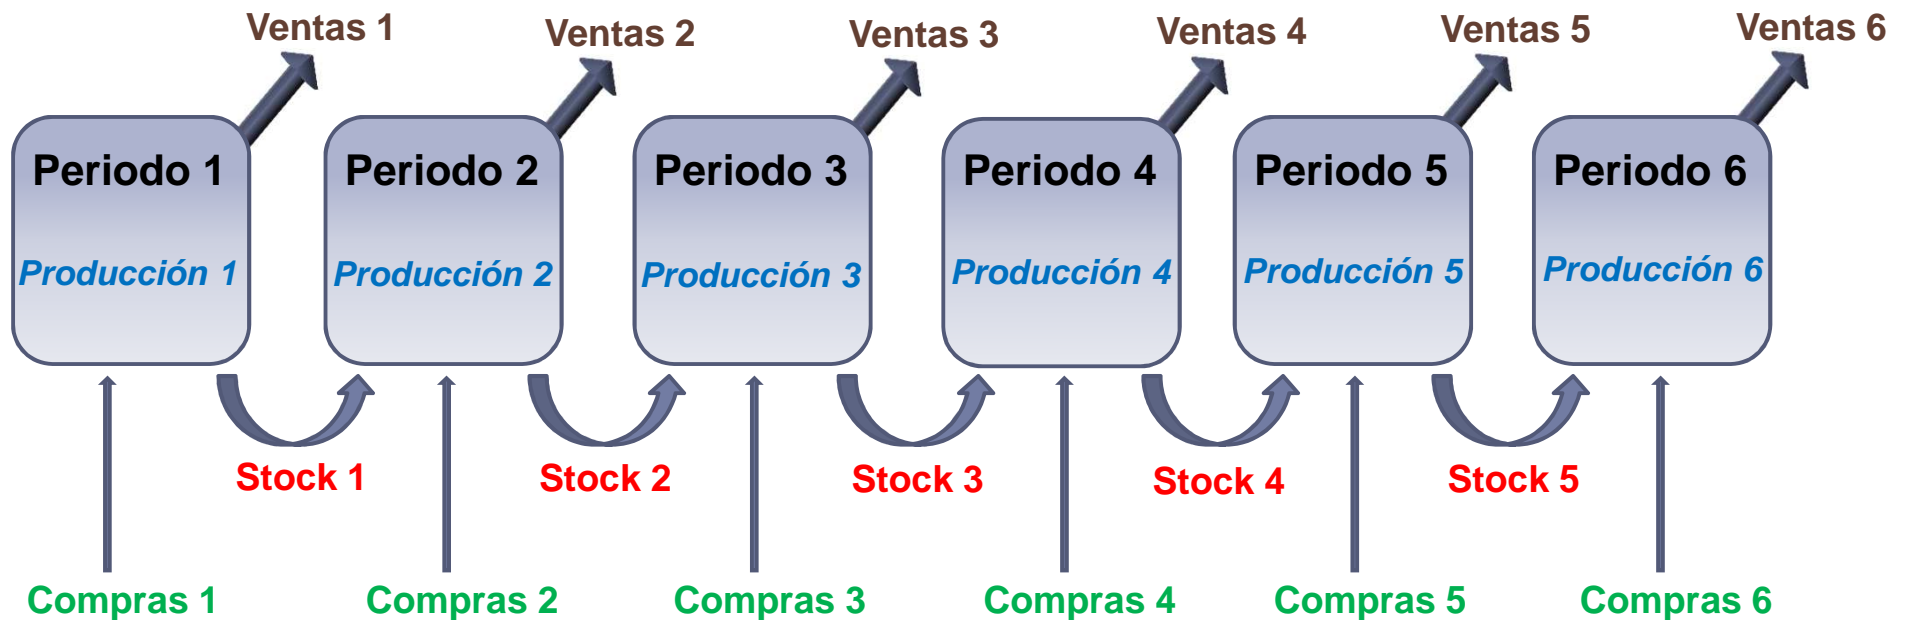 Ventas 1
Ventas 2
Ventas 3
Ventas 4
Ventas 5
Ventas 6
Periodo 1
Periodo 2
Periodo 3
Periodo 4
Periodo 5
Periodo 6
Producción 1
Producción 2
Producción 3
Producción 4
Producción 5
Producción 6
Stock 1
Stock 2
Stock 3
Stock 4
Stock 5
Compras 1
Compras 2
Compras 3
Compras 4
Compras 5
Compras 6